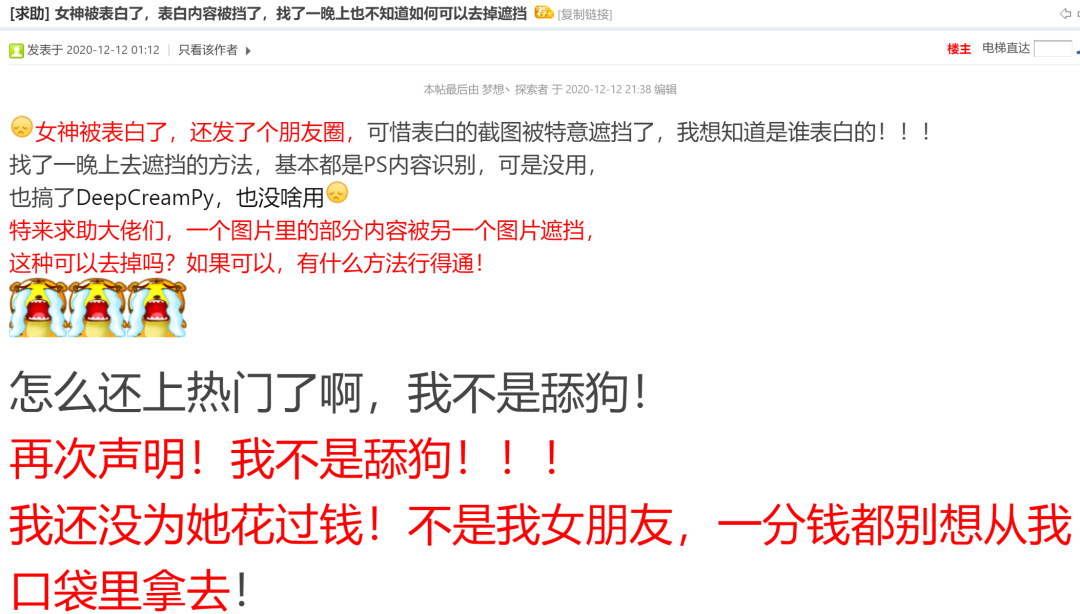 [求助] 女神被表白了，表白内容被挡了，找了一晚上也不知道如何可以去掉遮挡 [复制链接]
发表于 2020-12-12 01:12 | 只看该作者
楼主 电梯直达
本帖最后由 梦想丶探索者 于 2020-12-12 21:38 编辑
女神被表白了，还发了个朋友圈，可惜表白的截图被特意遮挡了，我想知道是谁表白的！！！
找了一晚上去遮挡的方法，基本都是PS内容识别，可是没用，
也搞了DeepCreamPy，也没啥用
特来求助大佬们，一个图片里的部分内容被另一个图片遮挡，
这种可以去掉吗？如果可以，有什么方法行得通！
怎么还上热门了啊，我不是舔狗！
再次声明！我不是舔狗！！！
我还没为她花过钱！不是我女朋友，一分钱都别想从我
口袋里拿去！